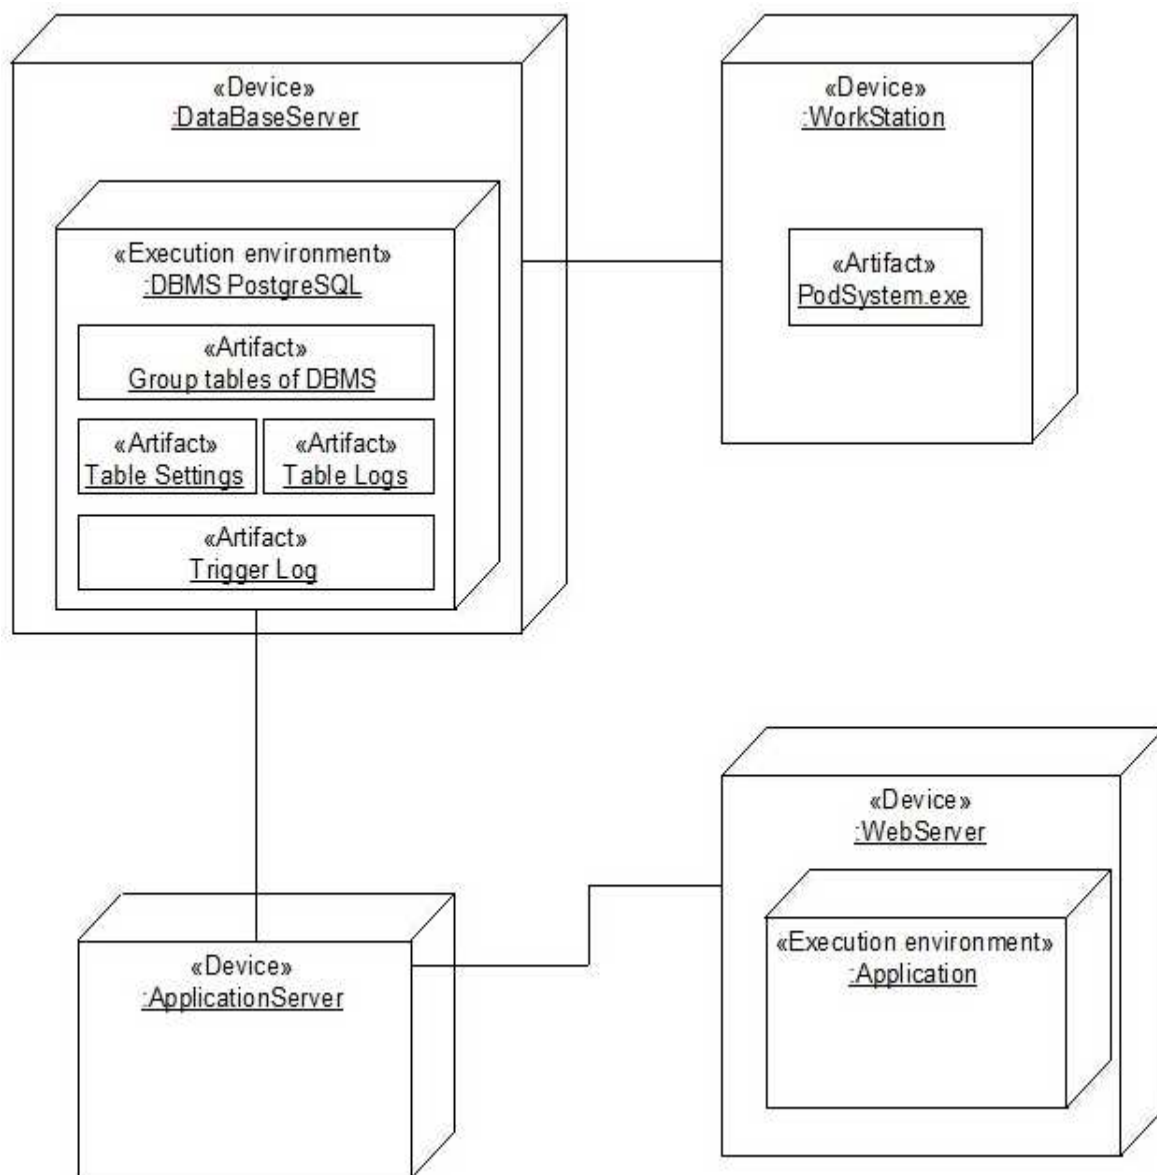 «Device»
:DataBaseServer
«Execution environment»
:DBMS PostgreSQL
«Artifact»
Group tables of DBMS
«Artifact»
Table Settings
«Artifact»
Table Logs
«Artifact»
Trigger Log
«Device»
:WorkStation
«Artifact»
PodSystem.exe
«Device»
:ApplicationServer
«Device»
:WebServer
«Execution environment»
:Application